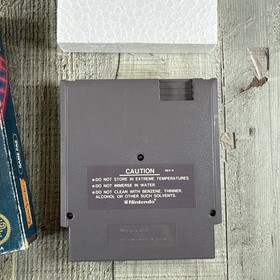 CAUTION
REV-A
• DO NOT STORE IN EXTREME TEMPERATURES.
• DO NOT IMMERSE IN WATER.
• DO NOT CLEAN WITH BENZENE, THINNER,
ALCOHOL OR OTHER SUCH SOLVENTS.
Nintendo